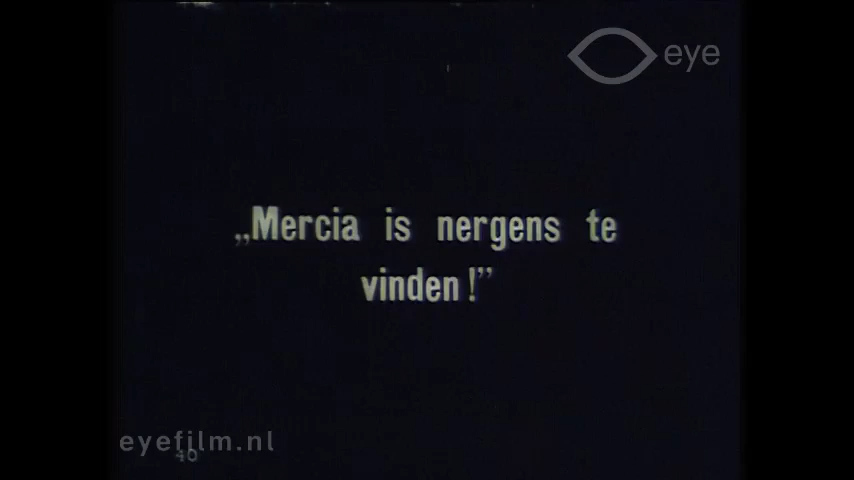 eye
„Mercia is nergens te
vinden!”
eyefilm.nl
40